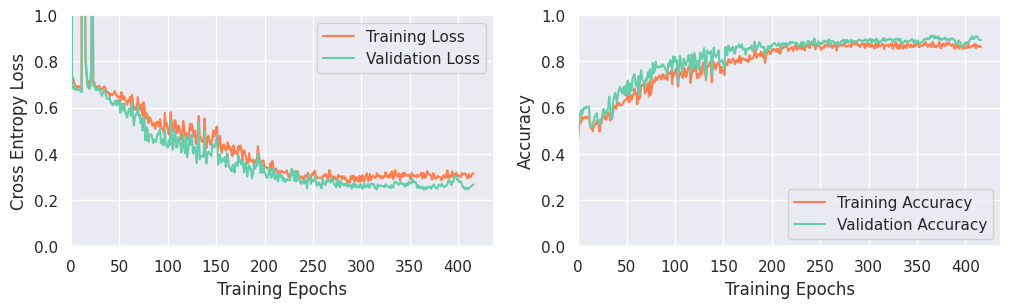 1.0
0.8
0.6
0.4
0.2
0.0
Cross Entropy Loss
0 50 100 150 200 250 300 350 400
Training Epochs
Training Loss
Validation Loss
1.0
0.8
0.6
0.4
0.2
0.0
Accuracy
0 50 100 150 200 250 300 350 400
Training Epochs
Training Accuracy
Validation Accuracy